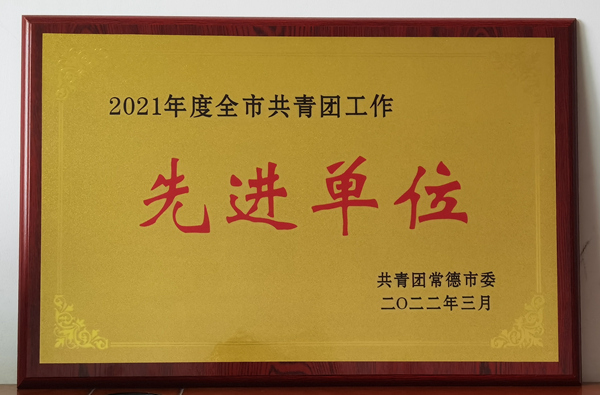 2021年度全市共青团工作
先进单位
共青团常德市委
二〇二二年三月